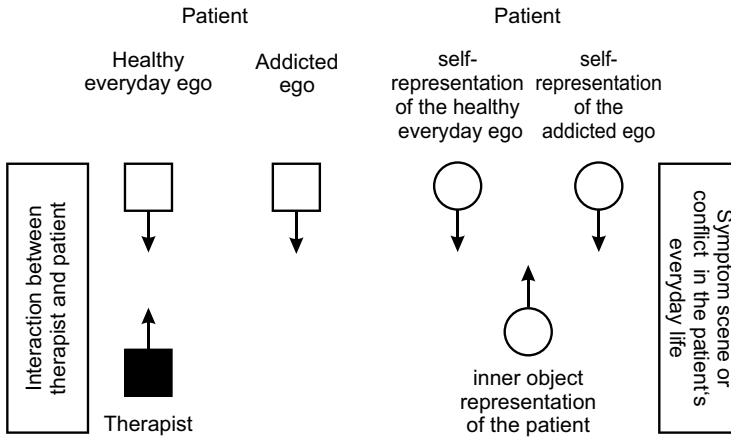 Patient
Patient
Healthy
everyday ego
Addicted
ego
self-
representation
of the healthy
everyday ego
self-
representation
of the
addicted ego
Interaction between
therapist and patient
Symptom scene or
conflict in the patient‘s
everyday life
Therapist
inner object
representation
of the patient